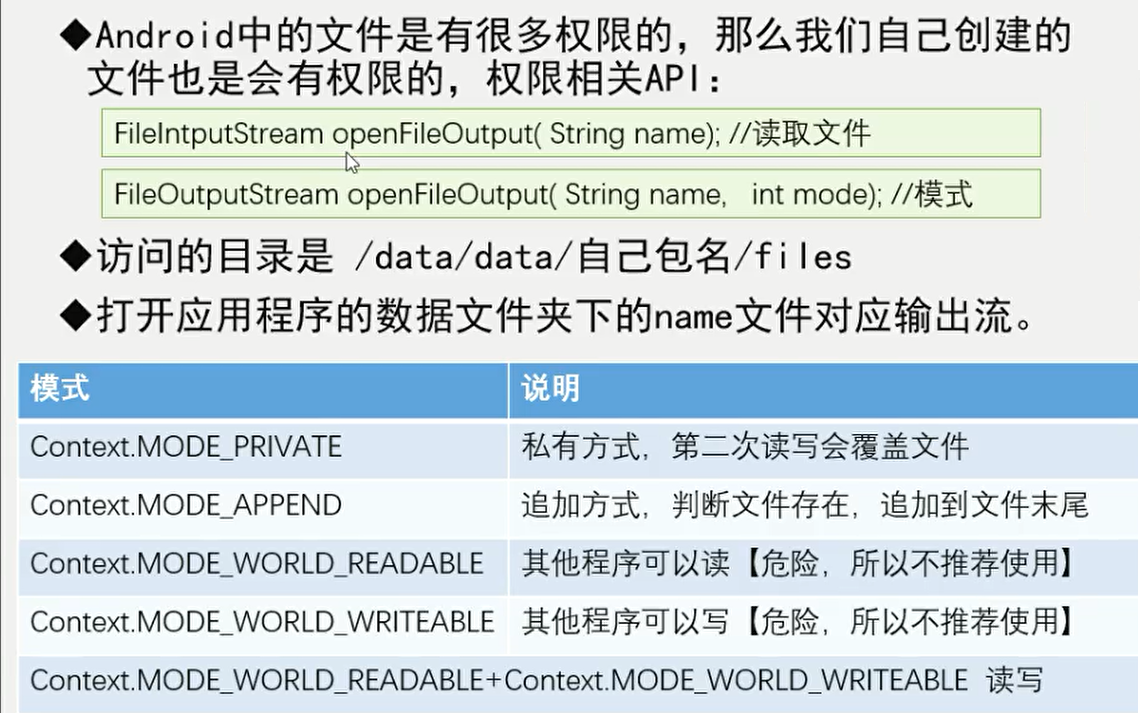 ◆Android中的文件是有很多权限的，那么我们自己创建的
文件也是会有权限的，权限相关API：
FileIntputStream openFileOutput( String name); //读取文件
FileOutputStream openFileOutput( String name, int mode); //模式
◆访问的目录是 /data/data/自己包名/files
◆打开应用程序的数据文件夹下的name文件对应输出流。
模式 说明
Context.MODE_PRIVATE 私有方式，第二次读写会覆盖文件
Context.MODE_APPEND 追加方式，判断文件存在，追加到文件末尾
Context.MODE_WORLD_READABLE 其他程序可以读【危险，所以不推荐使用】
Context.MODE_WORLD_WRITEABLE 其他程序可以写【危险，所以不推荐使用】
Context.MODE_WORLD_READABLE+Context.MODE_WORLD_WRITEABLE 读写